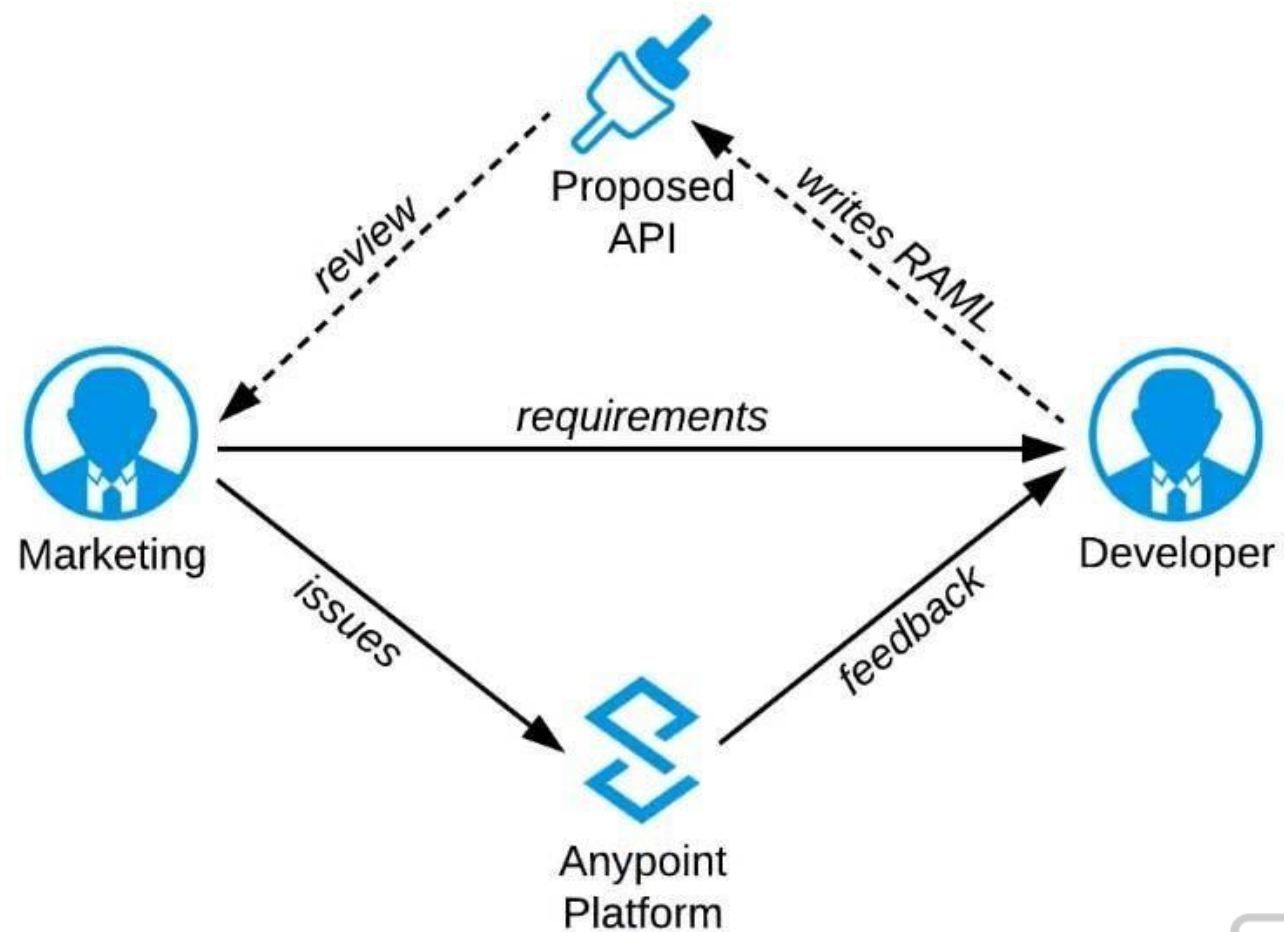 Proposed
API
review
writes RAML
requirements
Marketing
Developer
issues
feedback
Anypoint
Platform